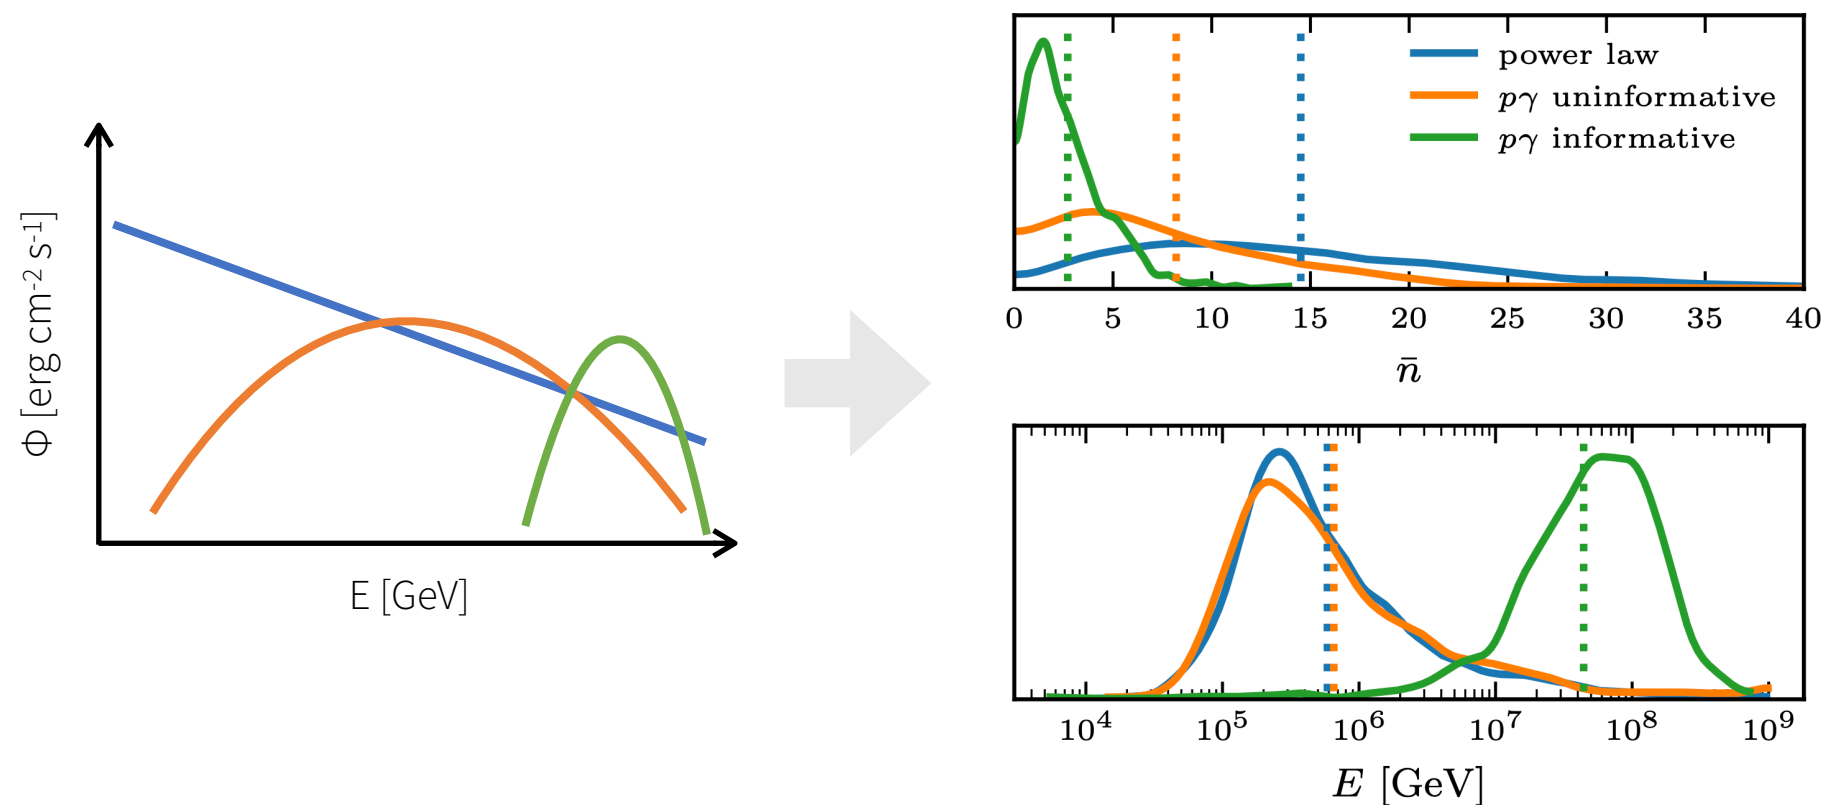 Φ [erg cm-2 s-1]
E [GeV]
power law
pγ uninformative
pγ informative
0 5 10 15 20 25 30 35 40
n̄
10⁴ 10⁵ 10⁶ 10⁷ 10⁸ 10⁹
E [GeV]